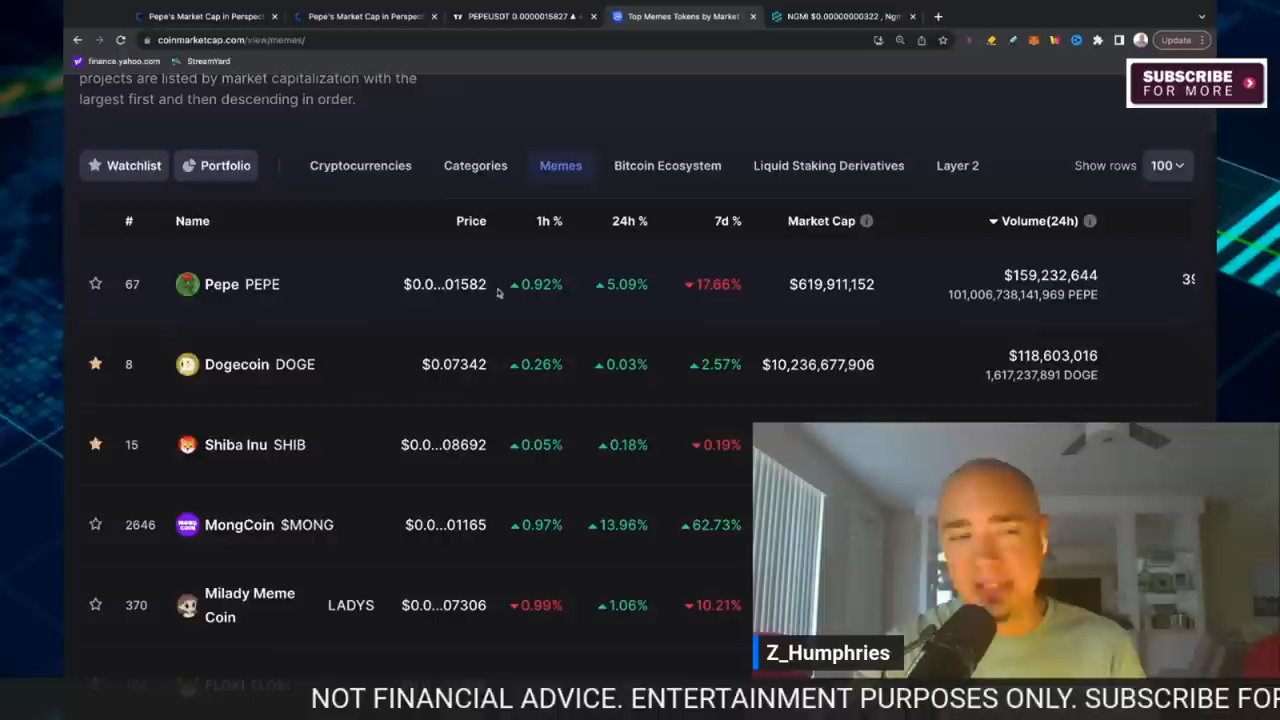 Pepe's Market Cap in Perspect
Pepe's Market Cap in Perspect
PEPEUSDT 0.0000015827 ▲
Top Memes Tokens by Market
NGMI $0.00000000322 , Ngm
coinmarketcap.com/view/memes/
Update
finance.yahoo.com
StreamYard
projects are listed by market capitalization with the
largest first and then descending in order.
SUBSCRIBE
FOR MORE
Watchlist
Portfolio
Cryptocurrencies
Categories
Memes
Bitcoin Ecosystem
Liquid Staking Derivatives
Layer 2
Show rows
100
# Name Price 1h % 24h % 7d % Market Cap Volume(24h)
67 Pepe PEPE $0.0...01582 0.92% 5.09% 17.66% $619,911,152 $159,232,644 39
101,006,738,141,969 PEPE
8 Dogecoin DOGE $0.07342 0.26% 0.03% 2.57% $10,236,677,906 $118,603,016
1,617,237,891 DOGE
15 Shiba Inu SHIB $0.0...08692 0.05% 0.18% 0.19%
2646 MongCoin $MONG $0.0...01165 0.97% 13.96% 62.73%
370 Milady Meme Coin LADYS $0.0...07306 0.99% 1.06% 10.21%
Z_Humphries
NOT FINANCIAL ADVICE. ENTERTAINMENT PURPOSES ONLY. SUBSCRIBE FOR